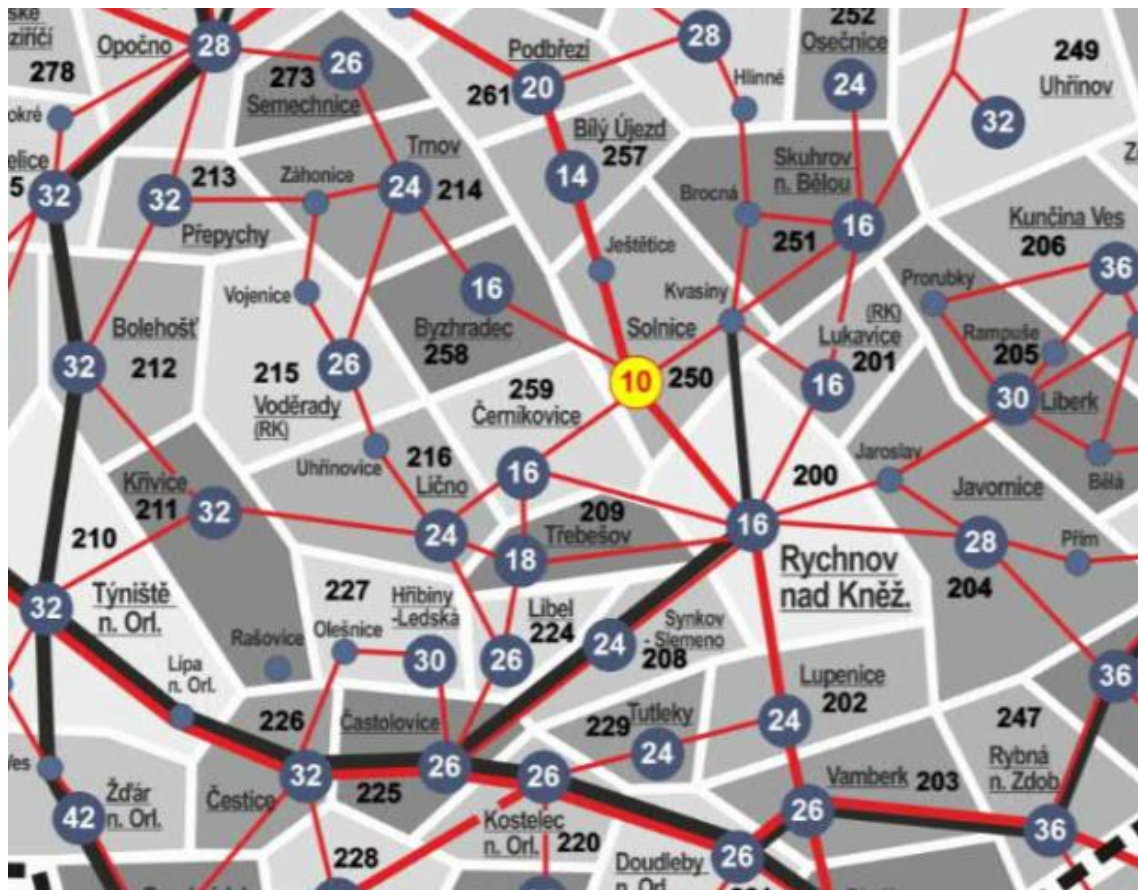 Opočno
28
278
okré
elice
5
32
26
273
Semechnice
213
32
Přepychy
Záhonice
Trnov
24
214
Podbřezí
261
20
28
Hlinné
252
Osečnice
24
249
Uhřinov
32
Bílý Újezd
257
14
Skuhrov
n. Bělou
Brocná
16
251
Kunčina Ves
206
36
Prorubky
Rampuše
205
30
Liberk
Bělá
Ještětice
Kvasiny
Solnice
10
250
(RK)
Lukavice
201
16
Vojenice
16
Byzhradec
258
Bolehošť
212
32
215
Voděrady
(RK)
26
259
Černíkovice
16
Uhřínovice
216
Lično
24
Křivice
211
32
209
Třebešov
18
16
200
Rychnov
nad Kněž.
Jaroslav
Javornice
28
204
Přím
210
32
Týniště
n. Orl.
Lípa
n. Orl.
Rašovice
227
Olešnice
Hřibiny
-Ledská
30
Libel
224
26
24
Synkov
- Slemeno
208
226
Častolovice
32
Čestice
225
26
229
Tutleky
24
Lupenice
202
24
36
247
Rybná
n. Zdob.
36
Vamberk
203
26
26
Kostelec
n. Orl.
220
Doudleby
n. Orl.
26
228
Ves
Žďár
n. Orl.
42